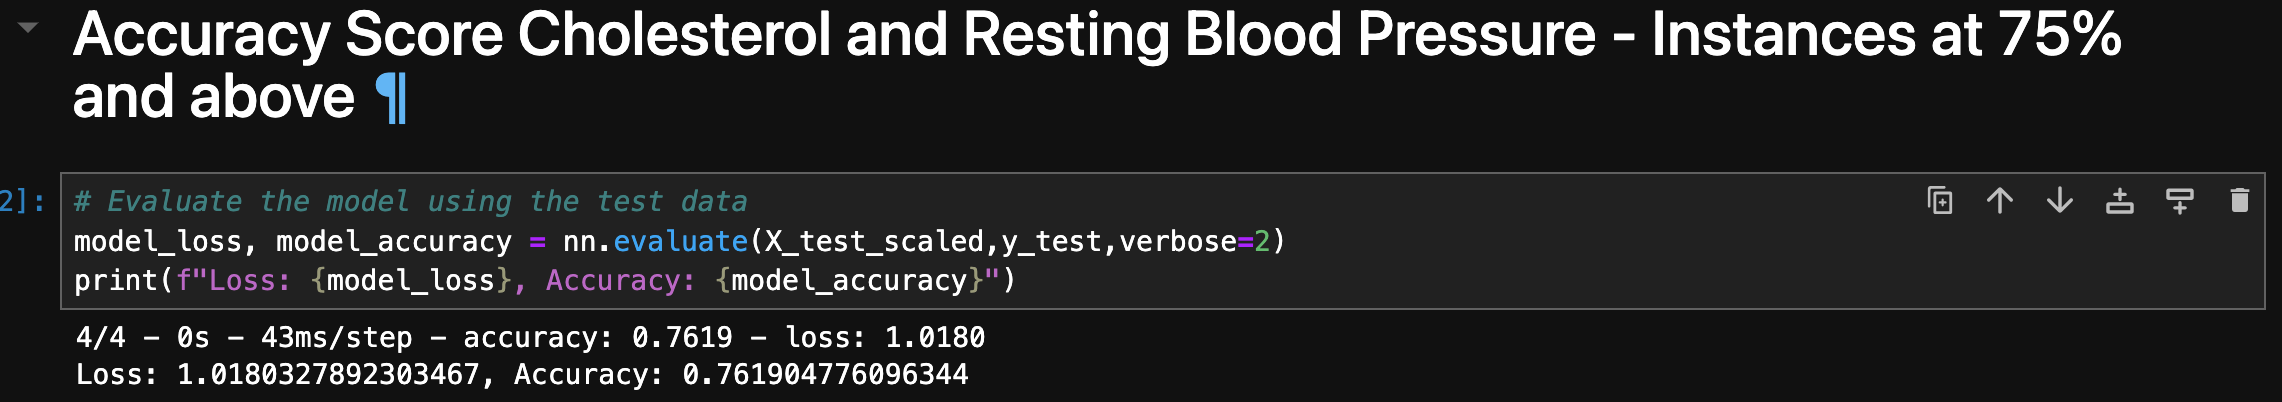 Accuracy Score Cholesterol and Resting Blood Pressure - Instances at 75%
and above ¶
2]:
# Evaluate the model using the test data
model_loss, model_accuracy = nn.evaluate(X_test_scaled,y_test,verbose=2)
print(f"Loss: {model_loss}, Accuracy: {model_accuracy}")
4/4 - 0s - 43ms/step - accuracy: 0.7619 - loss: 1.0180
Loss: 1.0180327892303467, Accuracy: 0.761904776096344